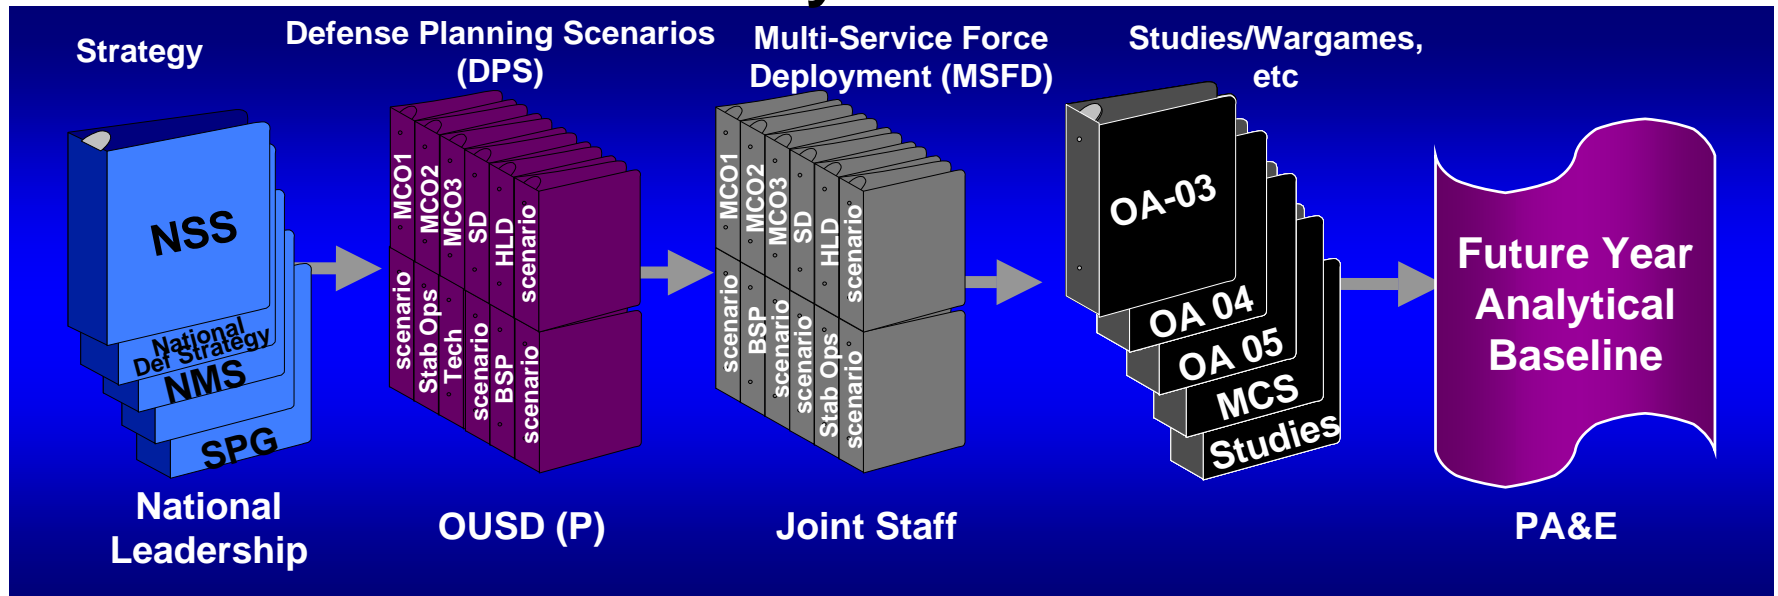 Strategy
Defense Planning Scenarios
(DPS)
Multi-Service Force
Deployment (MSFD)
Studies/Wargames,
etc
NSS
National
Def Strategy
NMS
SPG
MCO1
MCO2
MCO3
SD
HLD
scenario
scenario
Stab Ops
Tech
scenario
BSP
scenario
MCO1
MCO2
MCO3
SD
HLD
scenario
scenario
BSP
scenario
scenario
Stab Ops
scenario
OA-03
OA 04
OA 05
MCS
Studies
Future Year
Analytical
Baseline
National
Leadership
OUSD (P)
Joint Staff
PA&E